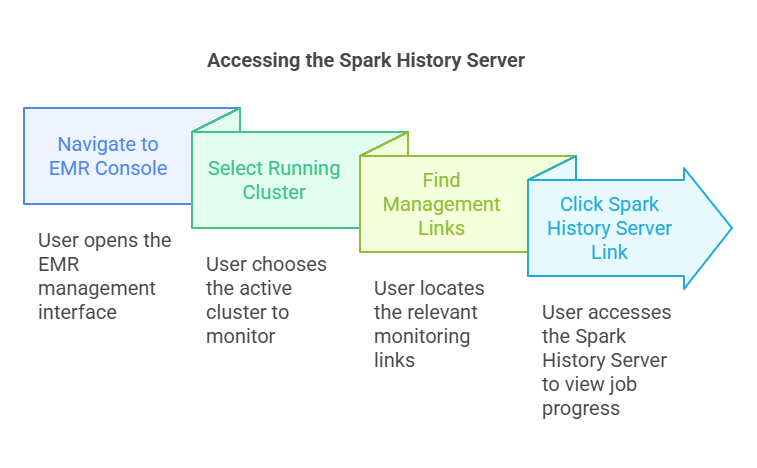 Accessing the Spark History Server
Navigate to
EMR Console
User opens the
EMR
management
interface
Select Running
Cluster
User chooses
the active
cluster to
monitor
Find
Management
Links
User locates
the relevant
monitoring
links
Click Spark
History Server
Link
User accesses
the Spark
History Server
to view job
progress